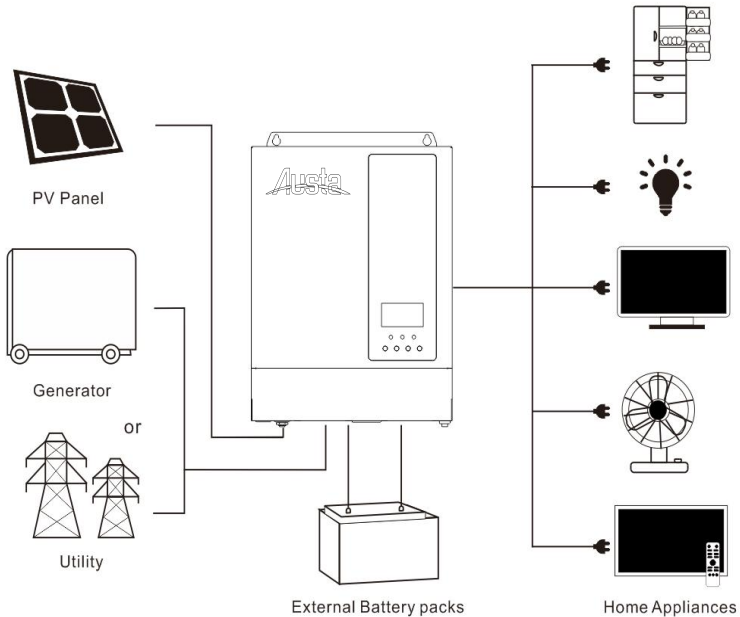 Austa
PV Panel
Generator
or
Utility
External Battery packs
Home Appliances